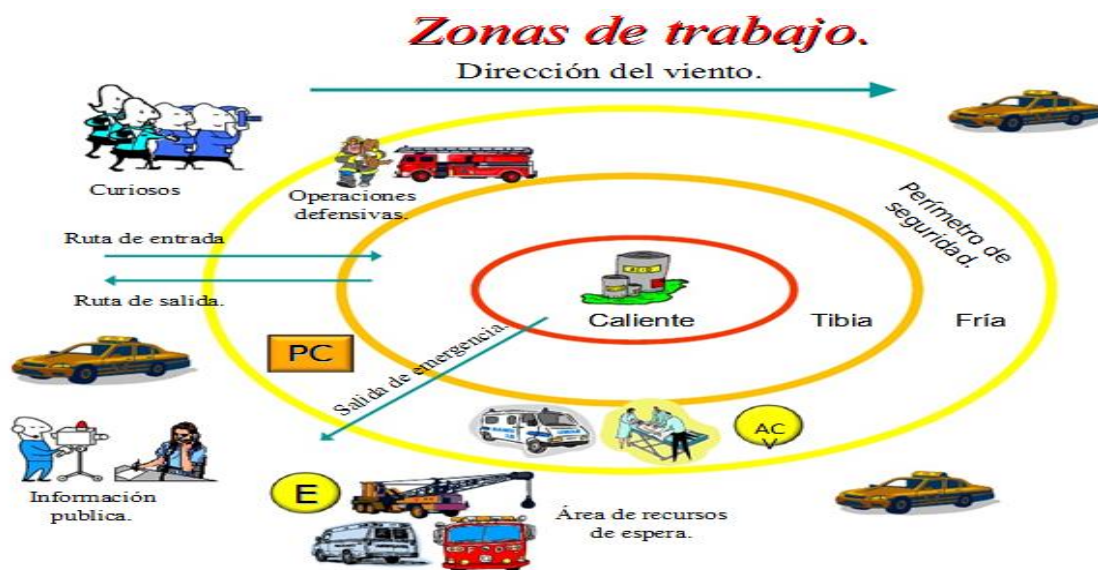 Zonas de trabajo.
Dirección del viento.
Curiosos
Operaciones
defensivas.
Perímetro de
seguridad.
Ruta de entrada
Ruta de salida.
Caliente
Tibia
Fría
PC
Salida de emergencia.
AC
V
Información
publica.
E
Área de recursos
de espera.